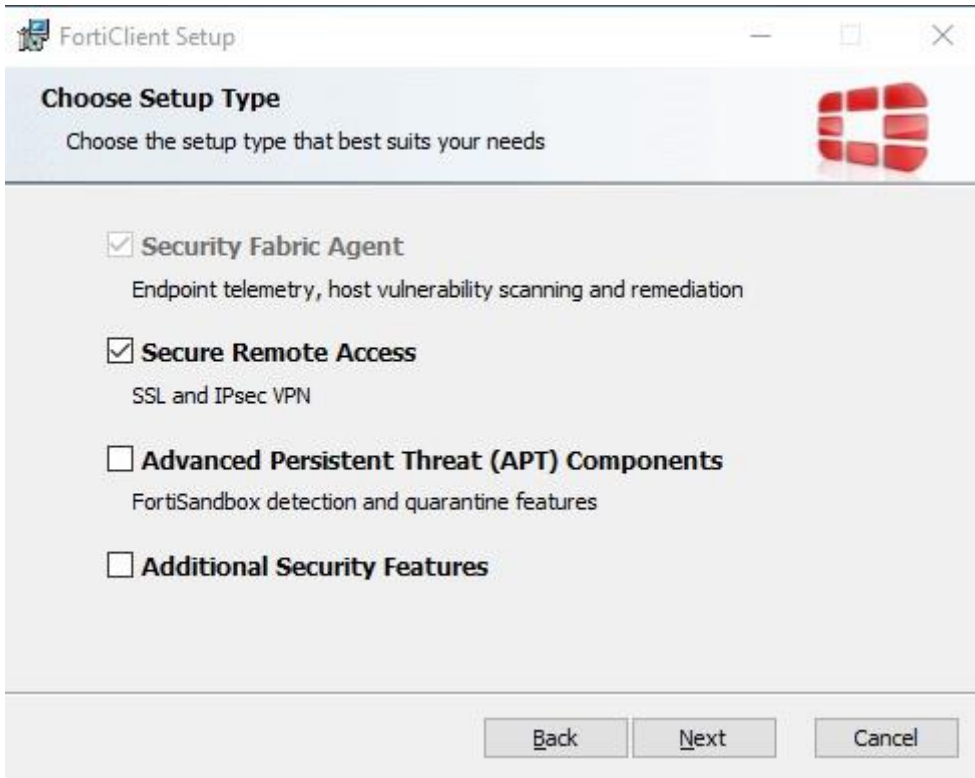 FortiClient Setup
Choose Setup Type
Choose the setup type that best suits your needs
Security Fabric Agent
Endpoint telemetry, host vulnerability scanning and remediation
Secure Remote Access
SSL and IPsec VPN
Advanced Persistent Threat (APT) Components
FortiSandbox detection and quarantine features
Additional Security Features
Back Next Cancel